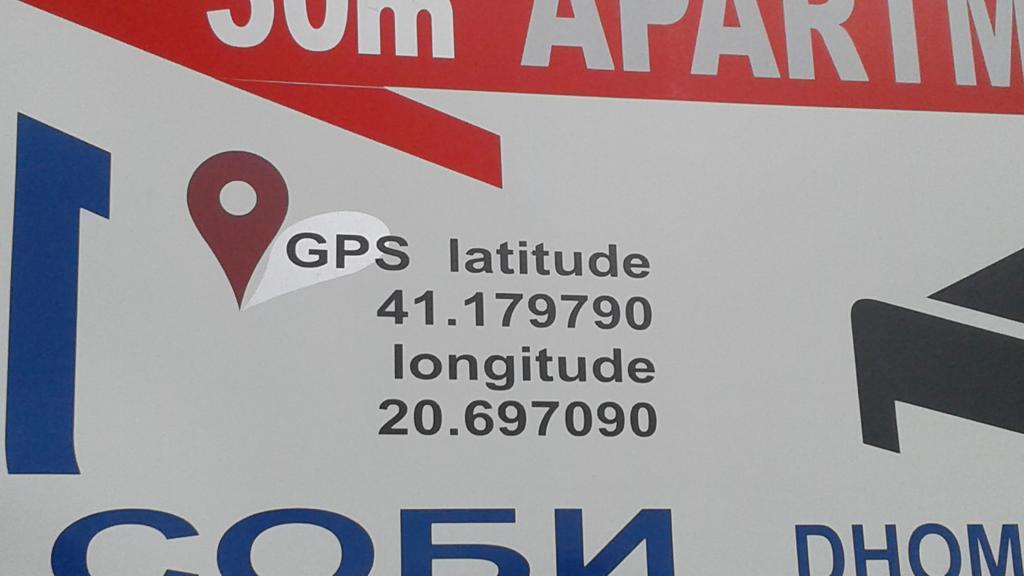 50m APARTM
GPS latitude
41.179790
longitude
20.697090
СОБИ DHOM